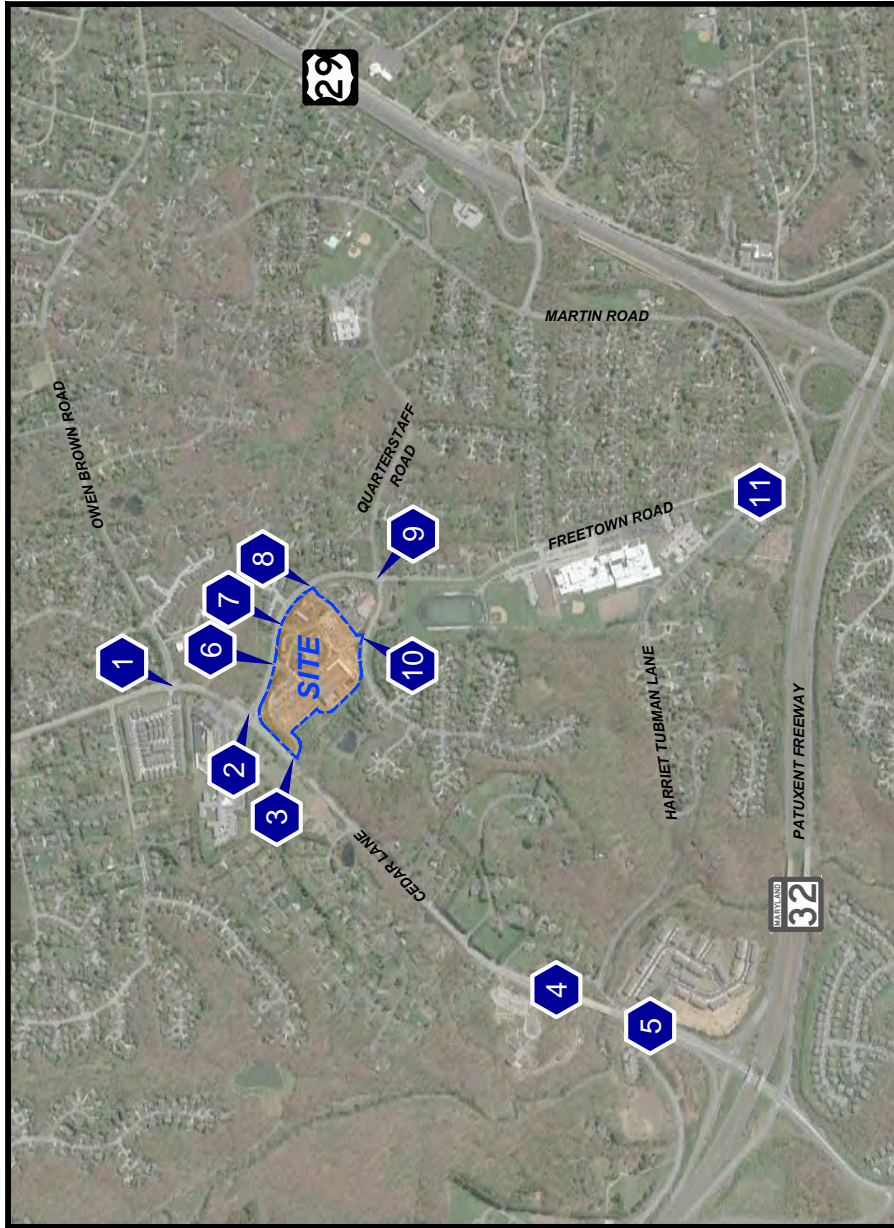 29
OWEN BROWN ROAD
MARTIN ROAD
QUARTERSTAFF
ROAD
1
7
8
6
9
SITE
11
FREETOWN ROAD
2
10
3
CEDAR LANE
HARRIET TUBMAN LANE
PATUXENT FREEWAY
MARYLAND
32
4
5